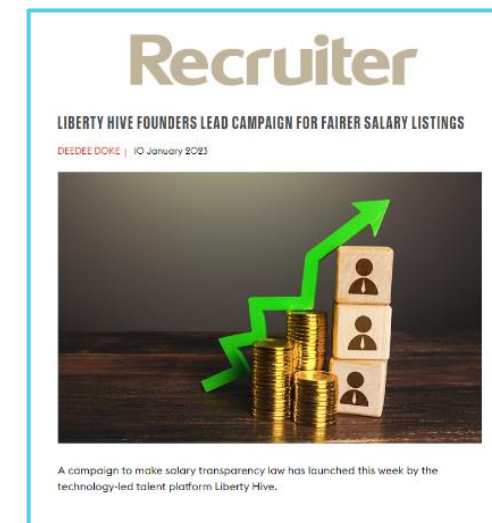 Recruiter
LIBERTY HIVE FOUNDERS LEAD CAMPAIGN FOR FAIRER SALARY LISTINGS
DEEDEE DOKE | 10 January 2023
A campaign to make salary transparency law has launched this week by the
technology-led talent platform Liberty Hive.